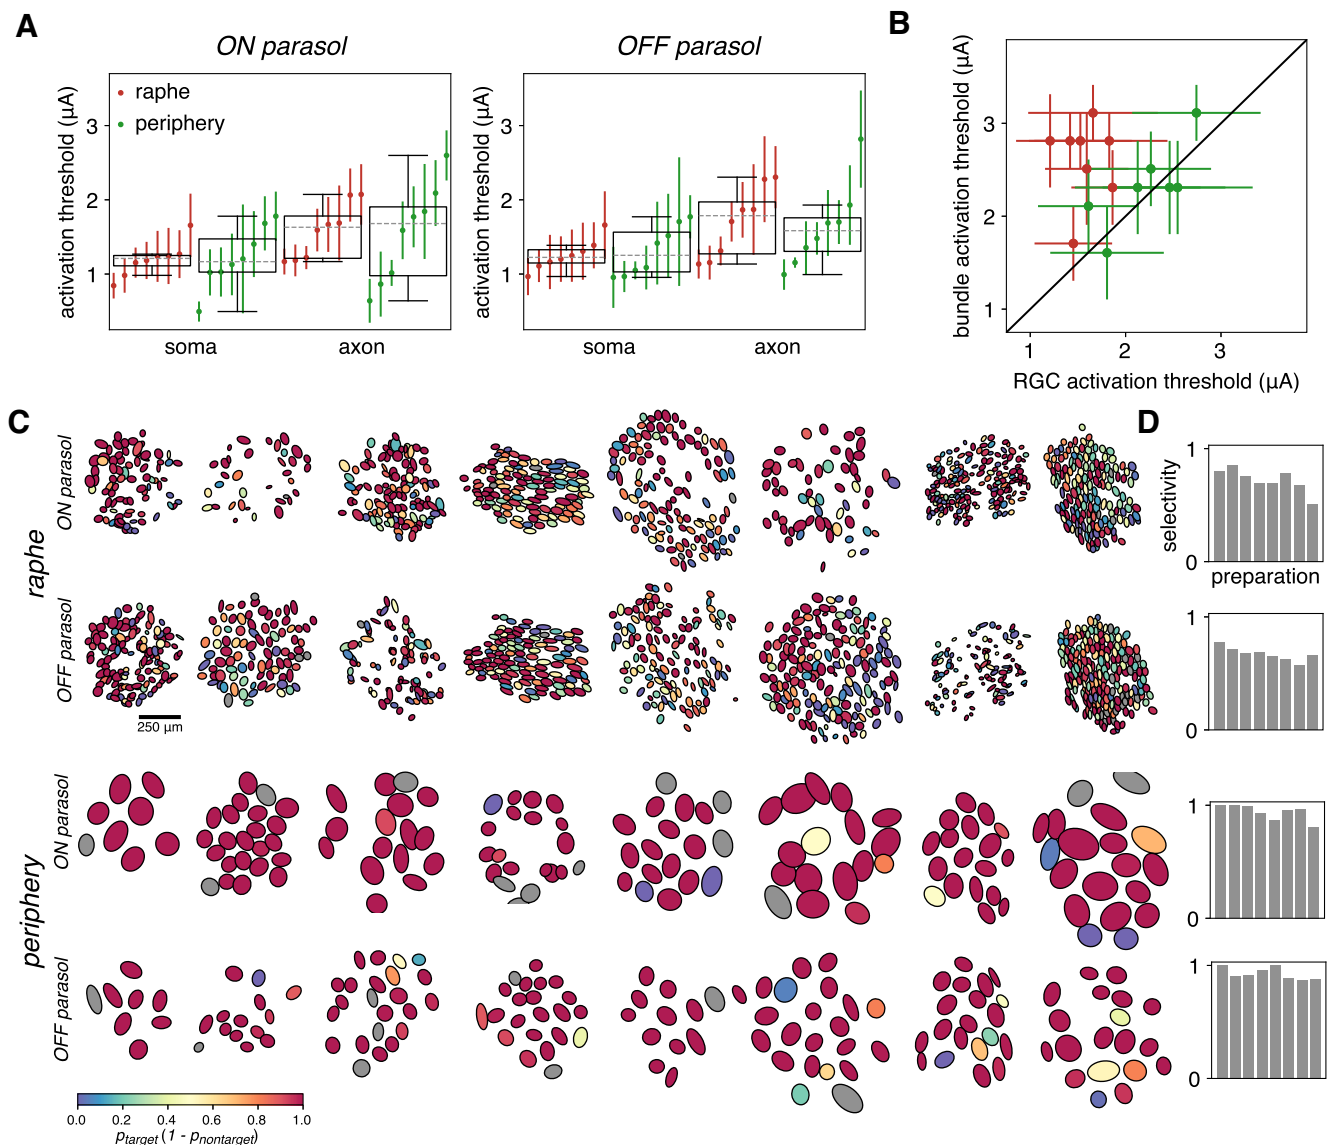 A
ON parasol
OFF parasol
activation threshold (µA)
3
2
1
raphe
periphery
soma
axon
activation threshold (µA)
3
2
1
soma
axon
B
bundle activation threshold (µA)
3
2
1
1
2
3
RGC activation threshold (µA)
C
raphe
ON parasol
OFF parasol
250 µm
periphery
ON parasol
OFF parasol
0.0
0.2
0.4
0.6
0.8
1.0
ptarget (1 - pnontarget)
D
selectivity
1
0
preparation
1
0
1
0
1
0